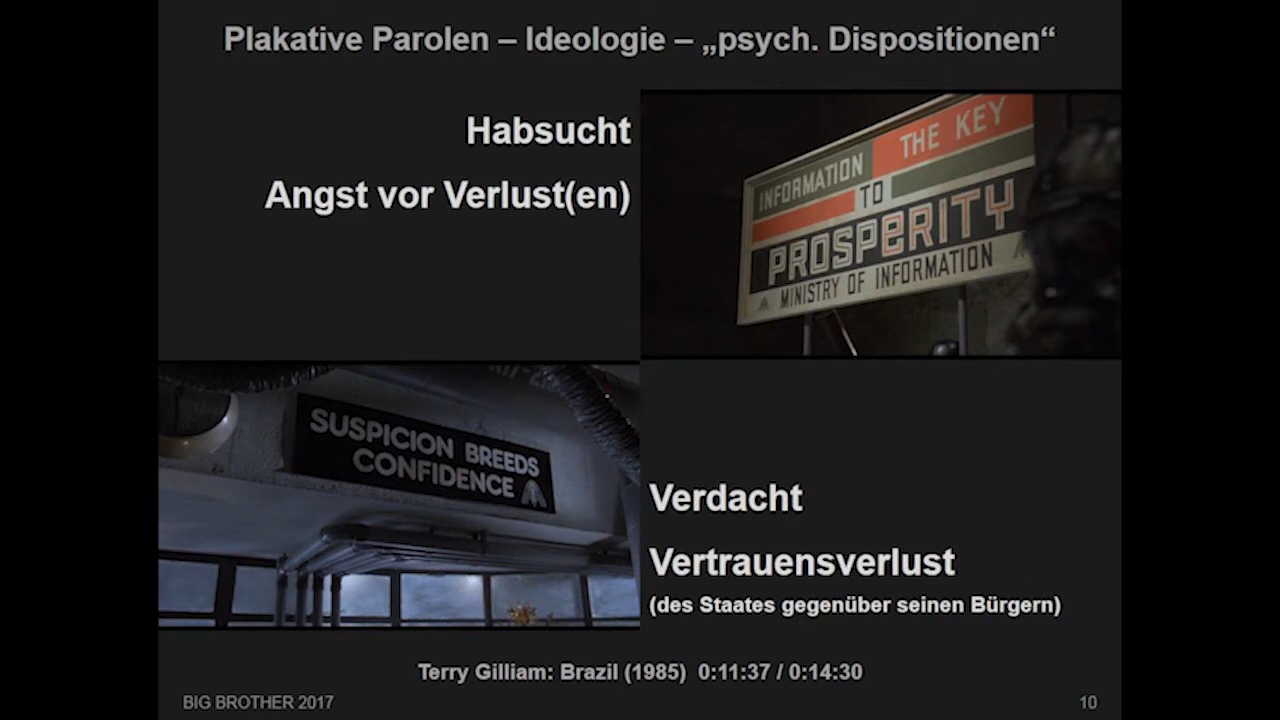 Plakative Parolen – Ideologie – „psych. Dispositionen“
Habsucht
Angst vor Verlust(en)
INFORMATION THE KEY
TO
PROSPERITY
MINISTRY OF INFORMATION
SUSPICION BREEDS
CONFIDENCE
Verdacht
Vertrauensverlust
(des Staates gegenüber seinen Bürgern)
Terry Gilliam: Brazil (1985) 0:11:37 / 0:14:30
BIG BROTHER 2017
10